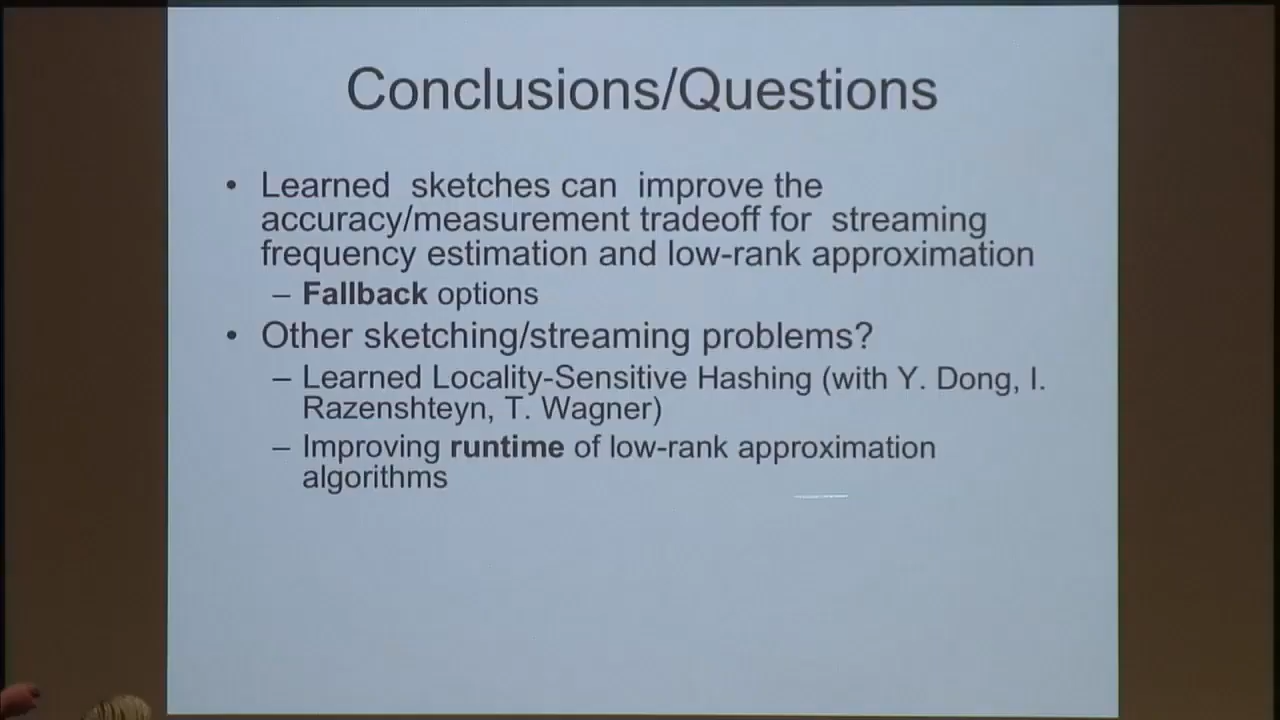 Conclusions/Questions
• Learned sketches can improve the
accuracy/measurement tradeoff for streaming
frequency estimation and low-rank approximation
– Fallback options
• Other sketching/streaming problems?
– Learned Locality-Sensitive Hashing (with Y. Dong, I.
Razenshteyn, T. Wagner)
– Improving runtime of low-rank approximation
algorithms